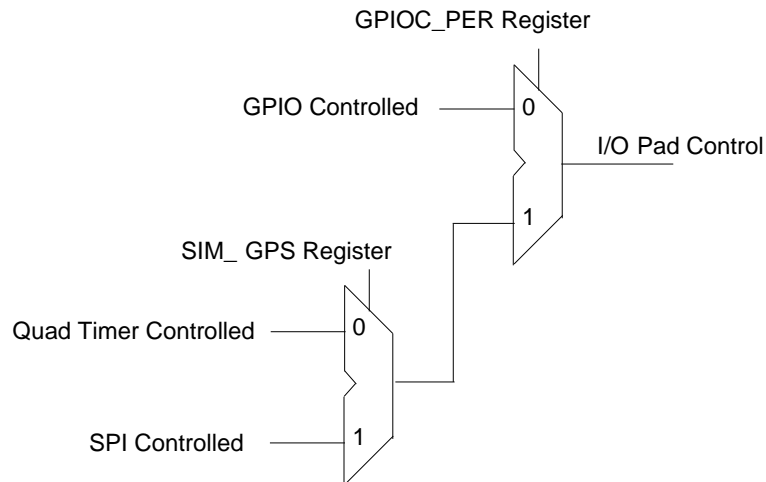 GPIOC_PER Register
GPIO Controlled
0
I/O Pad Control
1
SIM_ GPS Register
Quad Timer Controlled
0
SPI Controlled
1